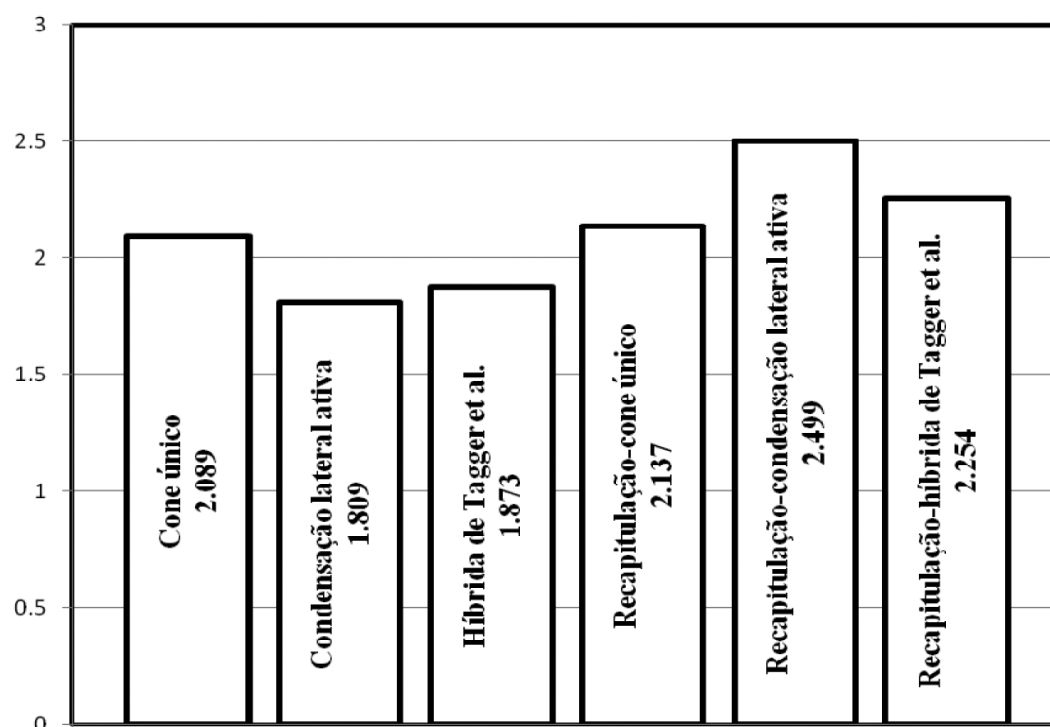 3
2.5
2
1.5
1
0.5
0
Cone único
2.089
Condensação lateral ativa
1.809
Híbrida de Tagger et al.
1.873
Recapitulação-cone único
2.137
Recapitulação-condensação lateral ativa
2.499
Recapitulação-híbrida de Tagger et al.
2.254